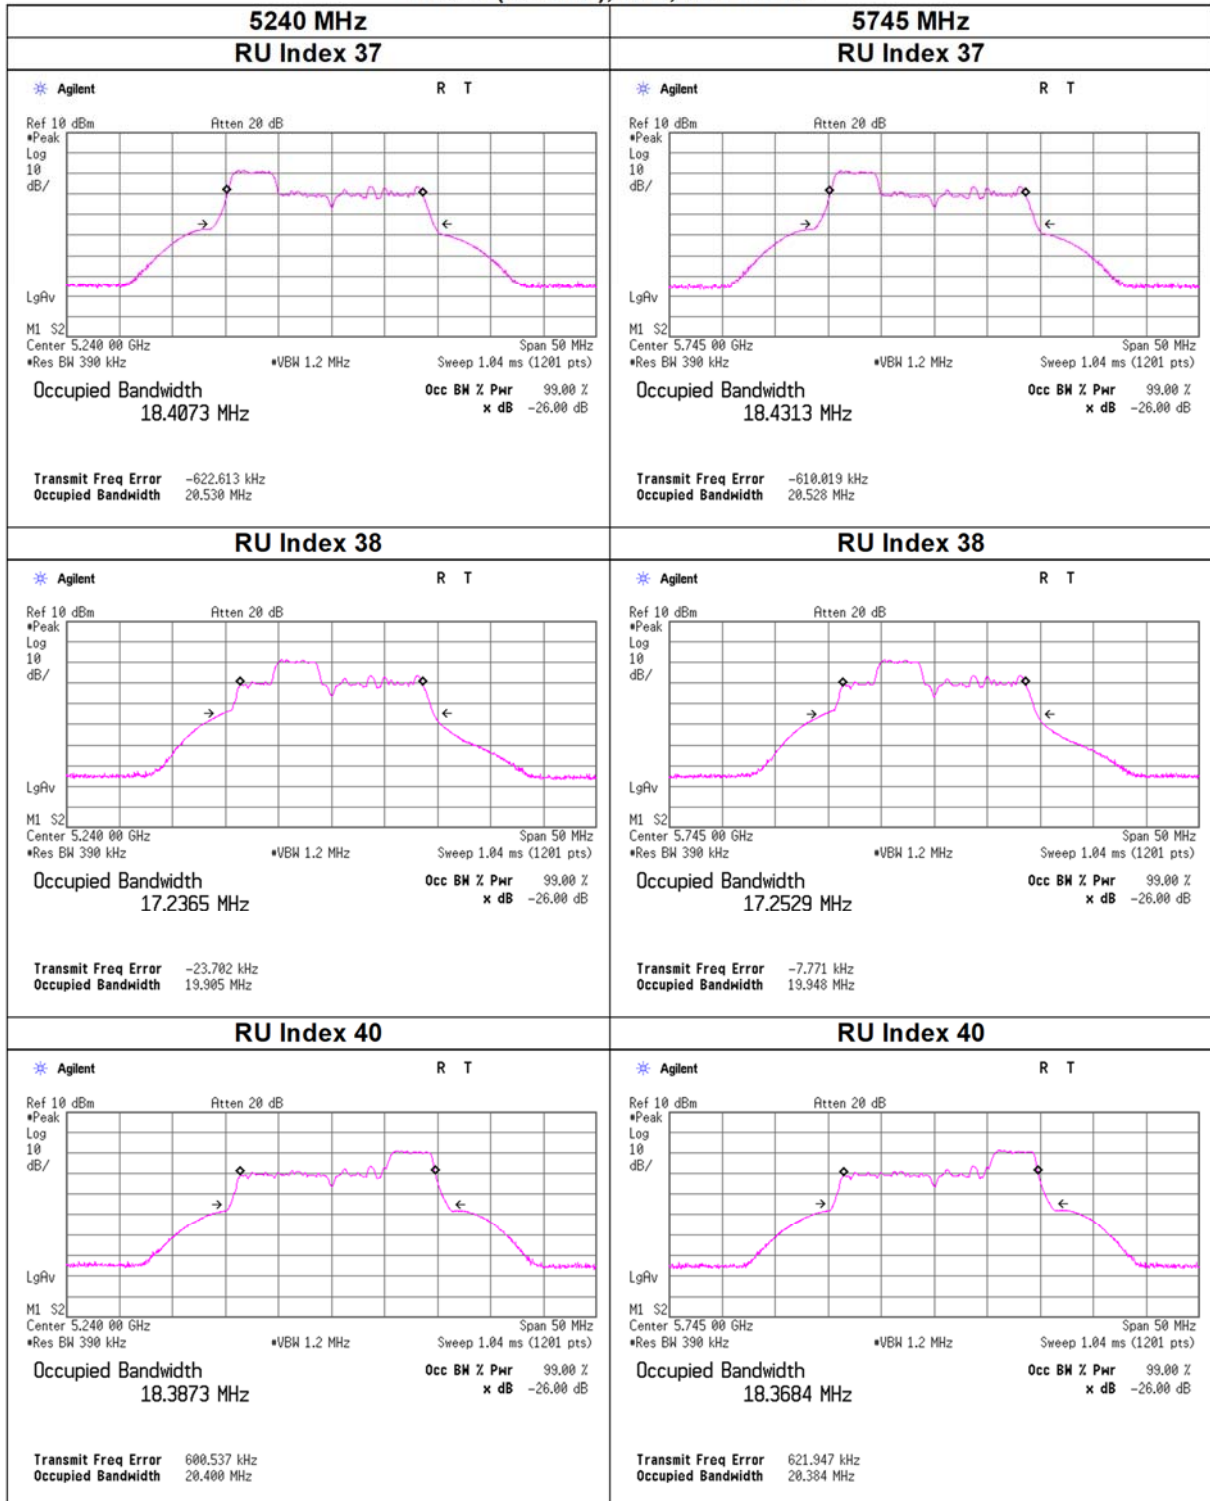 5240 MHz 5745 MHz
RU Index 37 RU Index 37
Agilent R T Agilent R T
Ref 10 dBm Atten 20 dB Ref 10 dBm Atten 20 dB
#Peak #Peak
Log Log
10 10
dB/ dB/
LgAv LgAv
M1 S2 M1 S2
Center 5.240 00 GHz Span 50 MHz Center 5.745 00 GHz Span 50 MHz
#Res BW 390 kHz #VBW 1.2 MHz Sweep 1.04 ms (1201 pts) #Res BW 390 kHz #VBW 1.2 MHz Sweep 1.04 ms (1201 pts)
Occupied Bandwidth Occ BW % Pwr 99.00 % Occupied Bandwidth Occ BW % Pwr 99.00 %
18.4073 MHz x dB -26.00 dB 18.4313 MHz x dB -26.00 dB
Transmit Freq Error -622.613 kHz Transmit Freq Error -610.019 kHz
Occupied Bandwidth 20.530 MHz Occupied Bandwidth 20.528 MHz
RU Index 38 RU Index 38
Agilent R T Agilent R T
Ref 10 dBm Atten 20 dB Ref 10 dBm Atten 20 dB
#Peak #Peak
Log Log
10 10
dB/ dB/
LgAv LgAv
M1 S2 M1 S2
Center 5.240 00 GHz Span 50 MHz Center 5.745 00 GHz Span 50 MHz
#Res BW 390 kHz #VBW 1.2 MHz Sweep 1.04 ms (1201 pts) #Res BW 390 kHz #VBW 1.2 MHz Sweep 1.04 ms (1201 pts)
Occupied Bandwidth Occ BW % Pwr 99.00 % Occupied Bandwidth Occ BW % Pwr 99.00 %
17.2365 MHz x dB -26.00 dB 17.2529 MHz x dB -26.00 dB
Transmit Freq Error -23.702 kHz Transmit Freq Error -7.771 kHz
Occupied Bandwidth 19.905 MHz Occupied Bandwidth 19.948 MHz
RU Index 40 RU Index 40
Agilent R T Agilent R T
Ref 10 dBm Atten 20 dB Ref 10 dBm Atten 20 dB
#Peak #Peak
Log Log
10 10
dB/ dB/
LgAv LgAv
M1 S2 M1 S2
Center 5.240 00 GHz Span 50 MHz Center 5.745 00 GHz Span 50 MHz
#Res BW 390 kHz #VBW 1.2 MHz Sweep 1.04 ms (1201 pts) #Res BW 390 kHz #VBW 1.2 MHz Sweep 1.04 ms (1201 pts)
Occupied Bandwidth Occ BW % Pwr 99.00 % Occupied Bandwidth Occ BW % Pwr 99.00 %
18.3873 MHz x dB -26.00 dB 18.3684 MHz x dB -26.00 dB
Transmit Freq Error 600.537 kHz Transmit Freq Error 621.947 kHz
Occupied Bandwidth 20.400 MHz Occupied Bandwidth 20.384 MHz